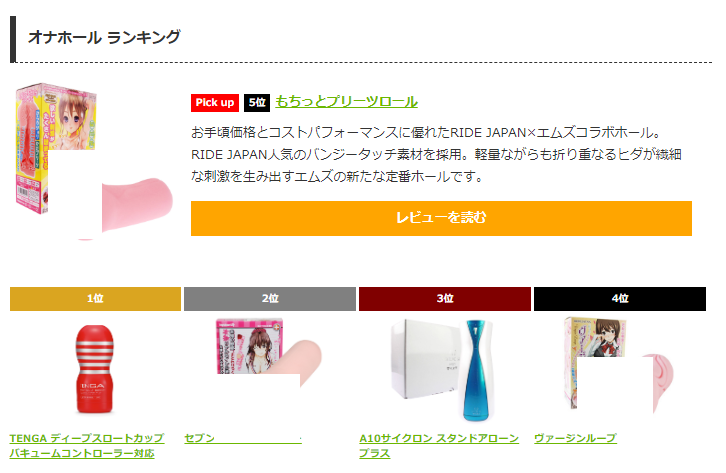 オナホール ランキング
Pick up 5位 もちっとプリーツロール
お手頃価格とコストパフォーマンスに優れたRIDE JAPAN×エムズコラボホール。
RIDE JAPAN人気のバンジータッチ素材を採用。軽量ながらも折り重なるヒダが繊細
な刺激を生み出すエムズの新たな定番ホールです。
レビューを読む
1位 2位 3位 4位
TENGA
TENGA ディープスロートカップ
バキュームコントローラー対応
セブン
A10サイクロン スタンドアローン
プラス
ヴァージンループ